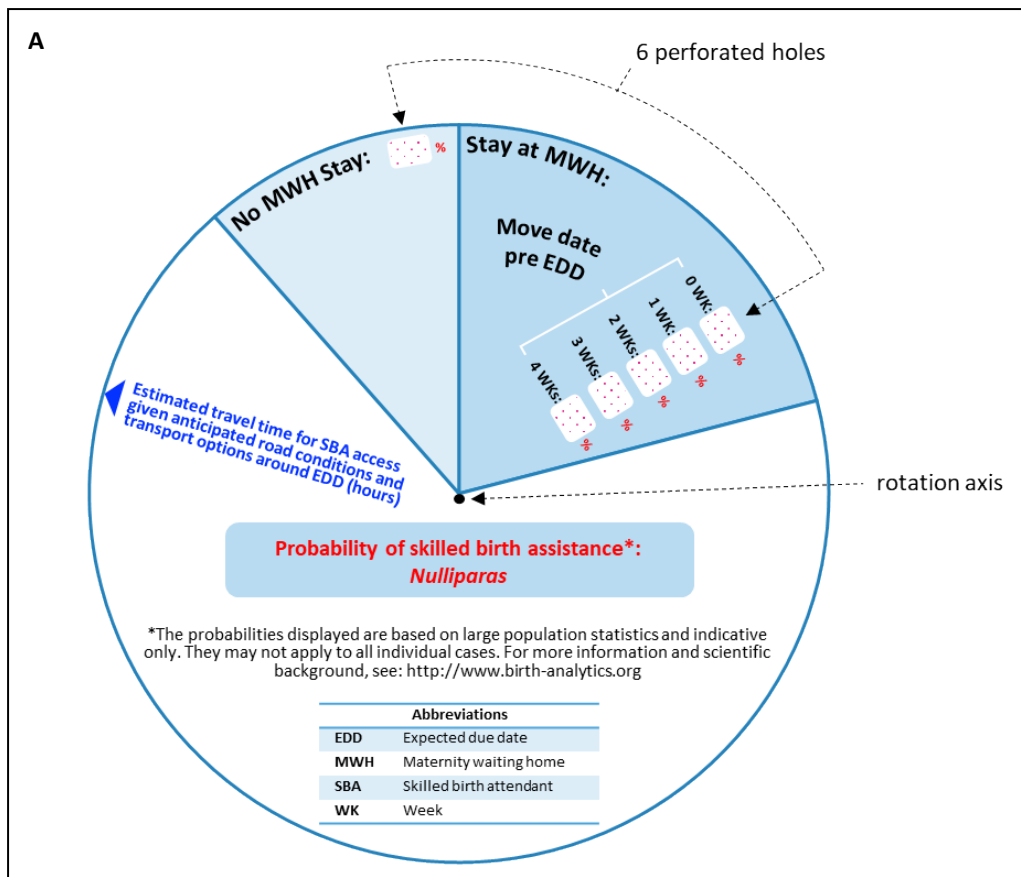 A
6 perforated holes
No MWH Stay:
%
Stay at MWH:
Move date
pre EDD
4 WKs:
%
3 WKs:
%
2 WKs:
%
1 WK:
%
0 WK:
%
Estimated travel time for SBA access
given anticipated road conditions and
transport options around EDD (hours)
rotation axis
Probability of skilled birth assistance*:
Nulliparas
*The probabilities displayed are based on large population statistics and indicative
only. They may not apply to all individual cases. For more information and scientific
background, see: http://www.birth-analytics.org
Abbreviations
EDD Expected due date
MWH Maternity waiting home
SBA Skilled birth attendant
WK Week